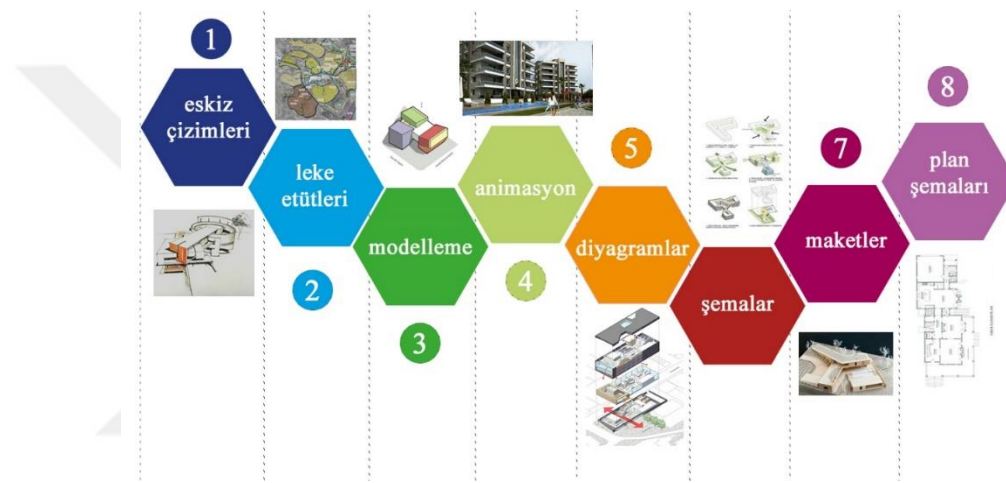 1
eskiz
çizimleri
leke
etütleri
2
modelleme
3
animasyon
4
5
diyagramlar
şemalar
7
maketler
8
plan
şemaları